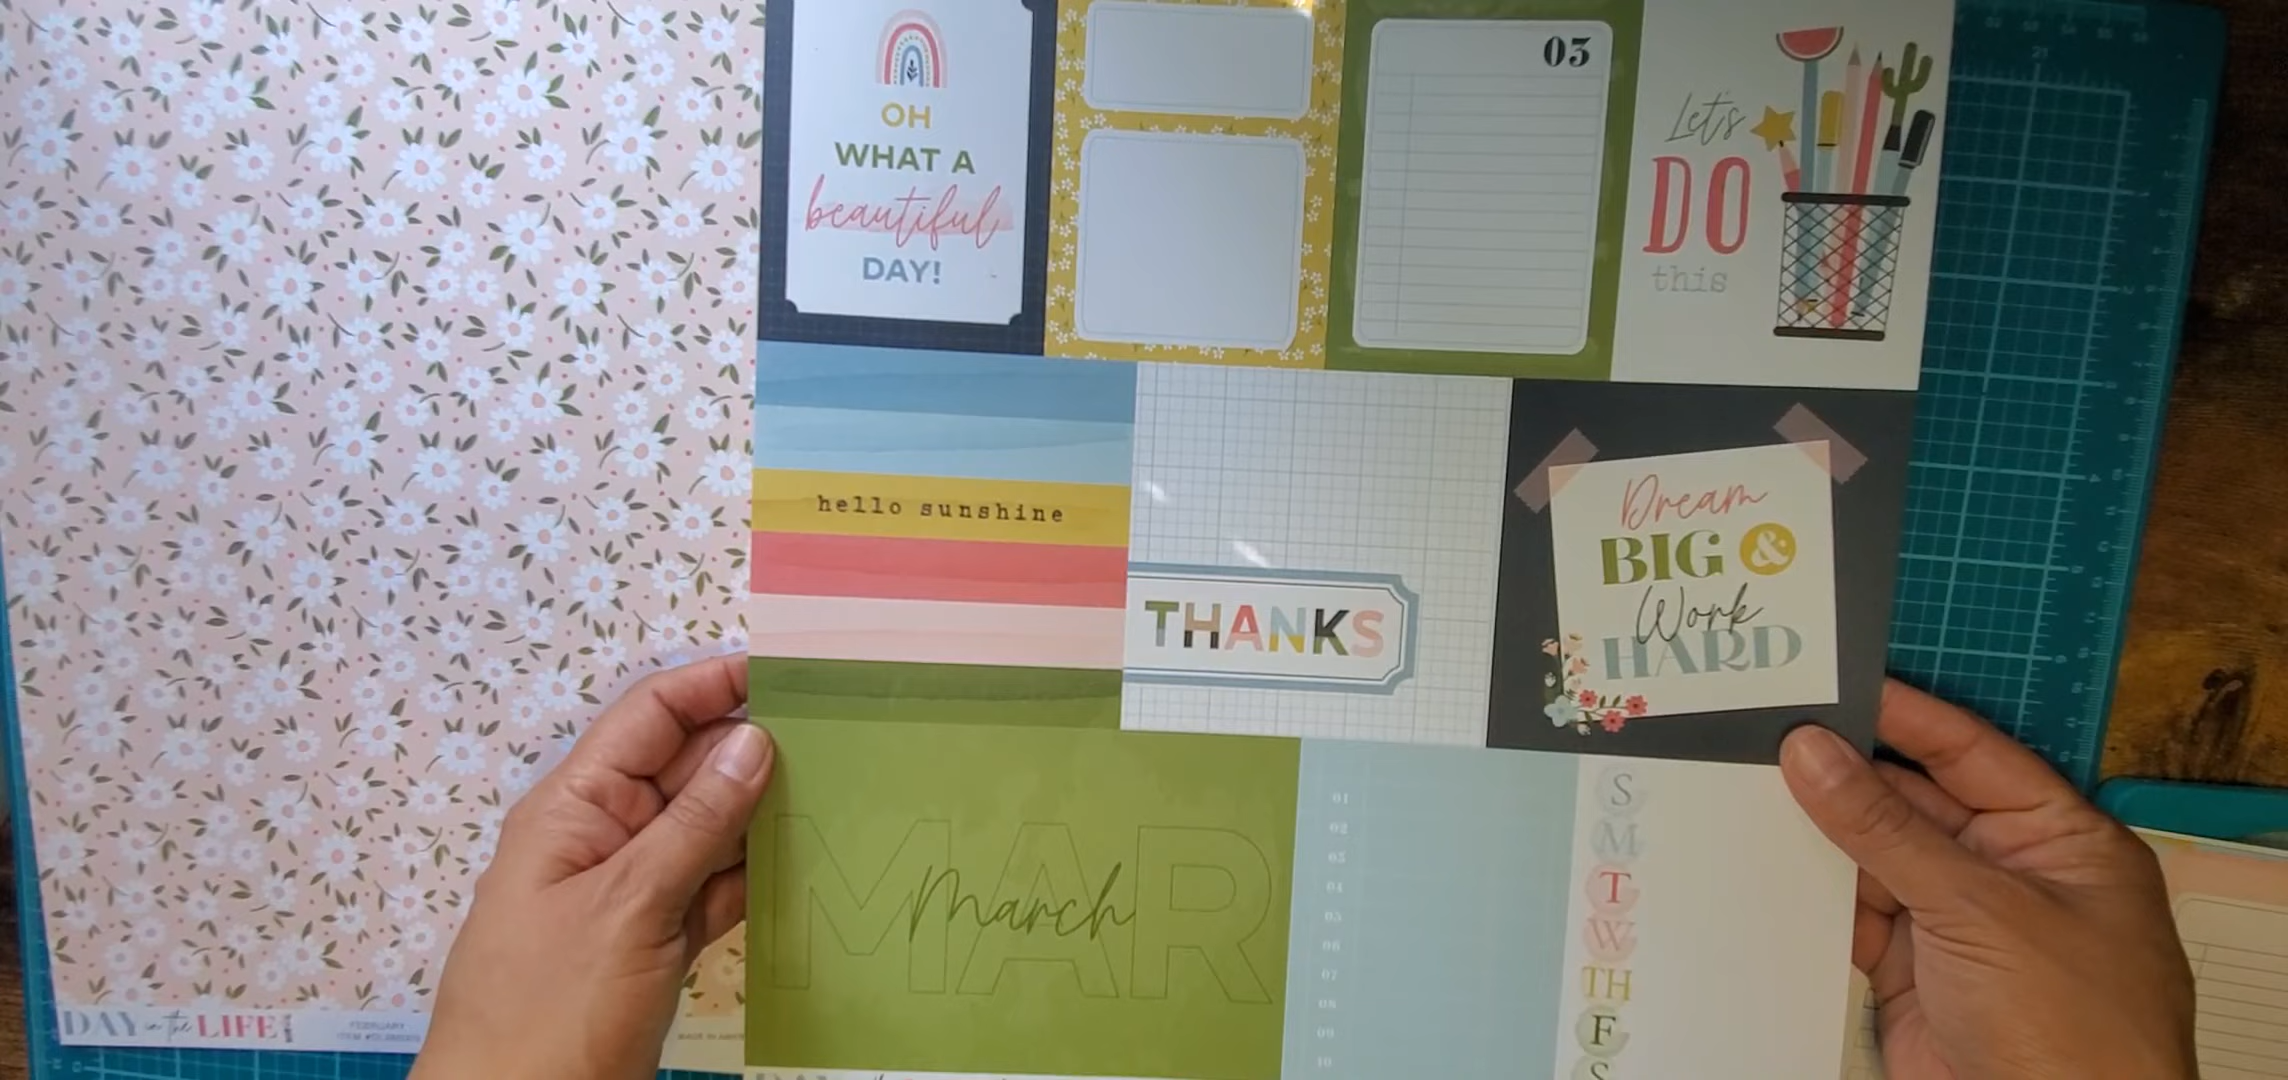 OH
WHAT A
beautiful
DAY!
03
Let's
DO
this
hello sunshine
THANKS
Dream
BIG &
Work
HARD
MAR
March
01
02
03
04
05
06
07
08
09
10
S
M
T
W
TH
F
S
DAY in the LIFE
FEBRUARY